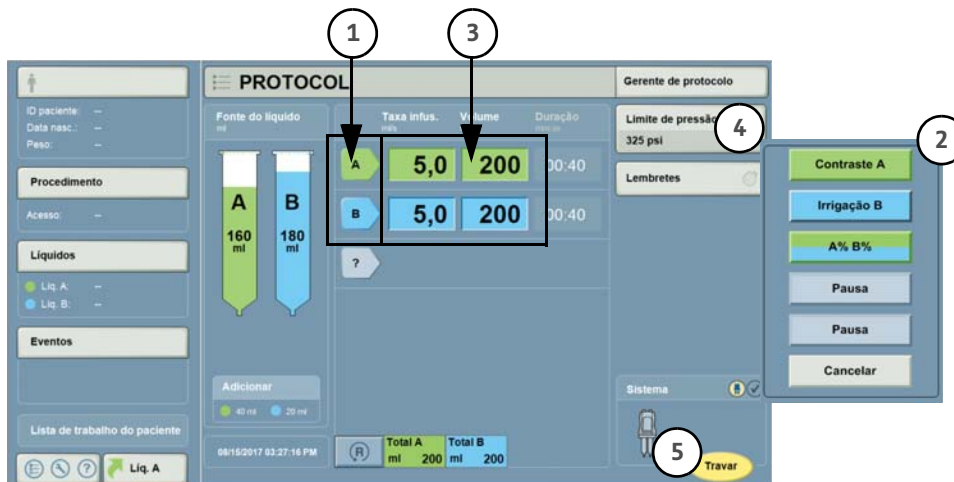 1
3
PROTOCOL
Gerente de protocolo
ID paciente: --
Data nasc.: --
Peso: --
Fonte do líquido
ml
Taxa infus.
ml/s
Volume
Duração
Limite de pressão
325 psi
4
2
A
5,0
200
00:40
Lembretes
Contraste A
Procedimento
Acesso: --
A
160
ml
B
180
ml
B
5,0
200
00:40
Irrigação B
?
A% B%
Líquidos
Líq. A: --
Líq. B: --
Pausa
Pausa
Eventos
Cancelar
Adicionar
40 ml
20 ml
Sistema
Lista de trabalho do paciente
08/15/2017 03:27:16 PM
R
Total A
ml 200
Total B
ml 200
5
Travar
?
Líq. A